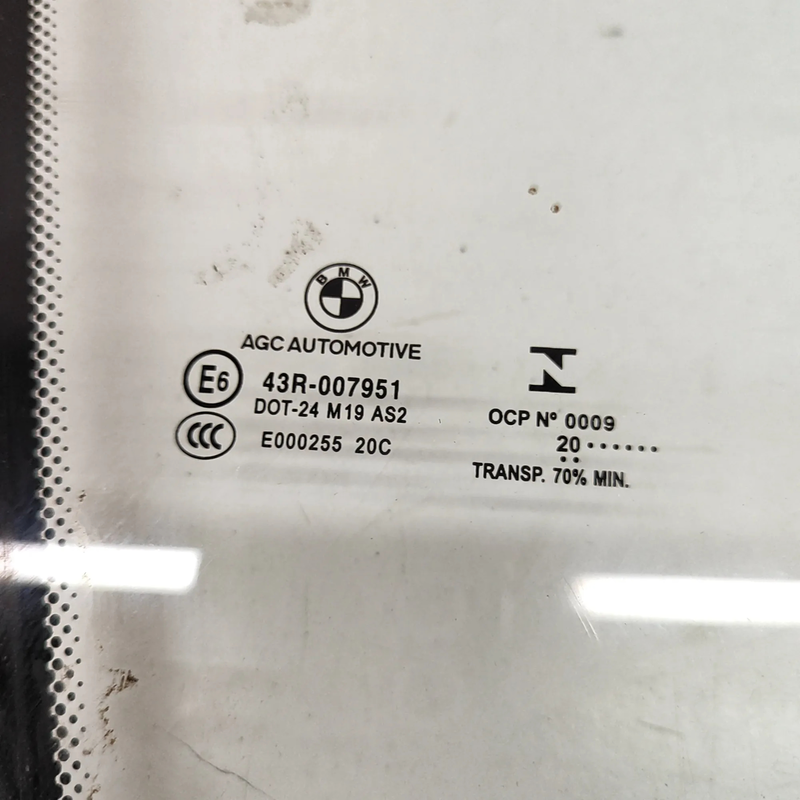 BMW
AGC AUTOMOTIVE
E6 43R-007951
DOT-24 M19 AS2
CCC E000255 20C
N
OCP Nº 0009
20
TRANSP. 70% MIN.